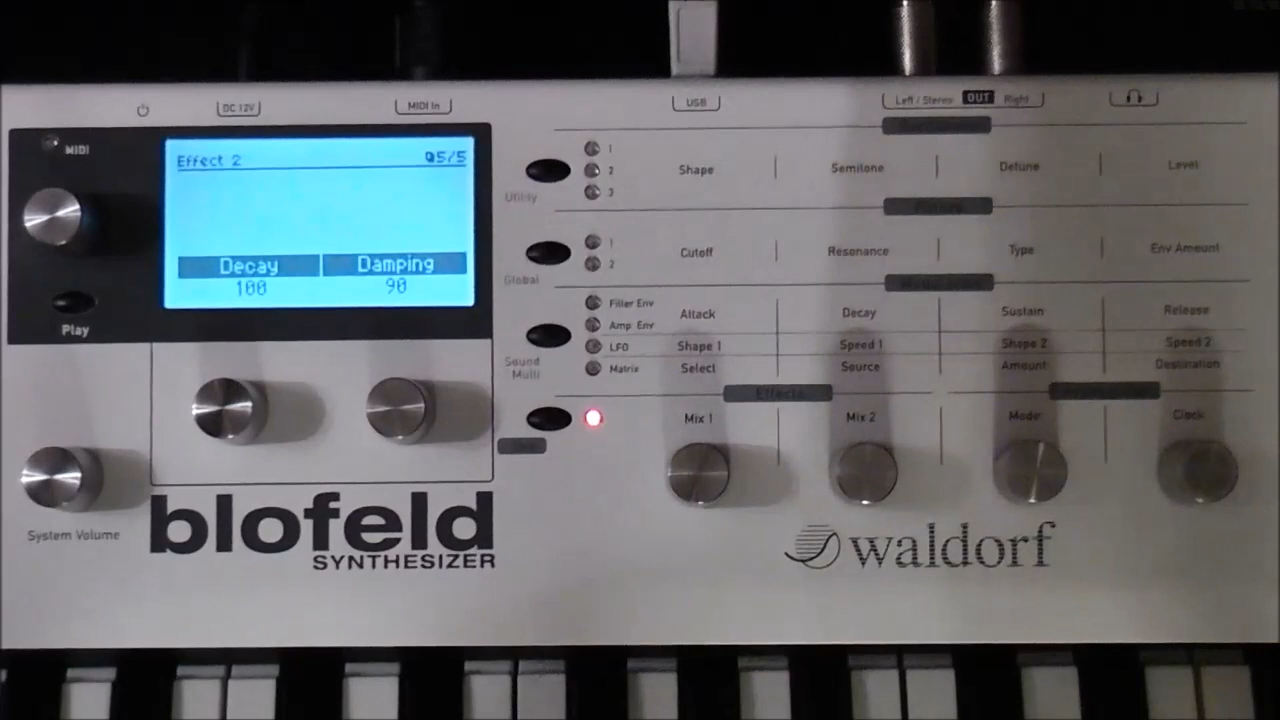 DC 12V
MIDI In
USB
Left / Stereo OUT Right
MIDI
Effect 2 05/5
Decay Damping
100 90
Play
System Volume
blofeld
SYNTHESIZER
Utility
1
2
3
Shape Semitone Detune Level
Global
1
2
Cutoff Resonance Type Env Amount
Sound
Multi
Filter Env
Amp Env
LFO
Matrix
Attack Decay Sustain Release
Shape 1 Speed 1 Shape 2 Speed 2
Select Source Amount Destination
Effects
Mix 1 Mix 2 Mode Clock
waldorf